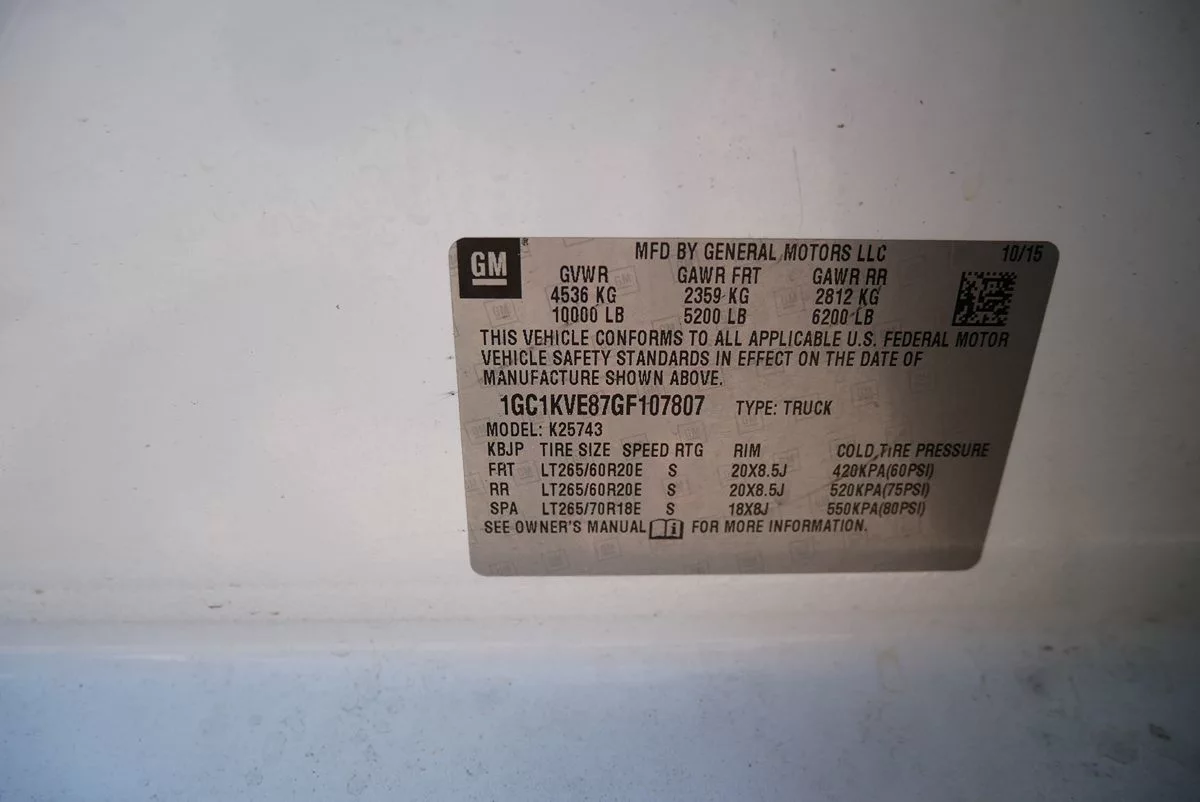 GM
MFD BY GENERAL MOTORS LLC 10/15
GVWR GAWR FRT GAWR RR
4536 KG 2359 KG 2812 KG
10000 LB 5200 LB 6200 LB
THIS VEHICLE CONFORMS TO ALL APPLICABLE U.S. FEDERAL MOTOR
VEHICLE SAFETY STANDARDS IN EFFECT ON THE DATE OF
MANUFACTURE SHOWN ABOVE.
1GC1KVE87GF107807 TYPE: TRUCK
MODEL: K25743
KBJP TIRE SIZE SPEED RTG RIM COLD TIRE PRESSURE
FRT LT265/60R20E S 20X8.5J 420KPA(60PSI)
RR LT265/60R20E S 20X8.5J 520KPA(75PSI)
SPA LT265/70R18E S 18X8J 550KPA(80PSI)
SEE OWNER'S MANUAL i FOR MORE INFORMATION.